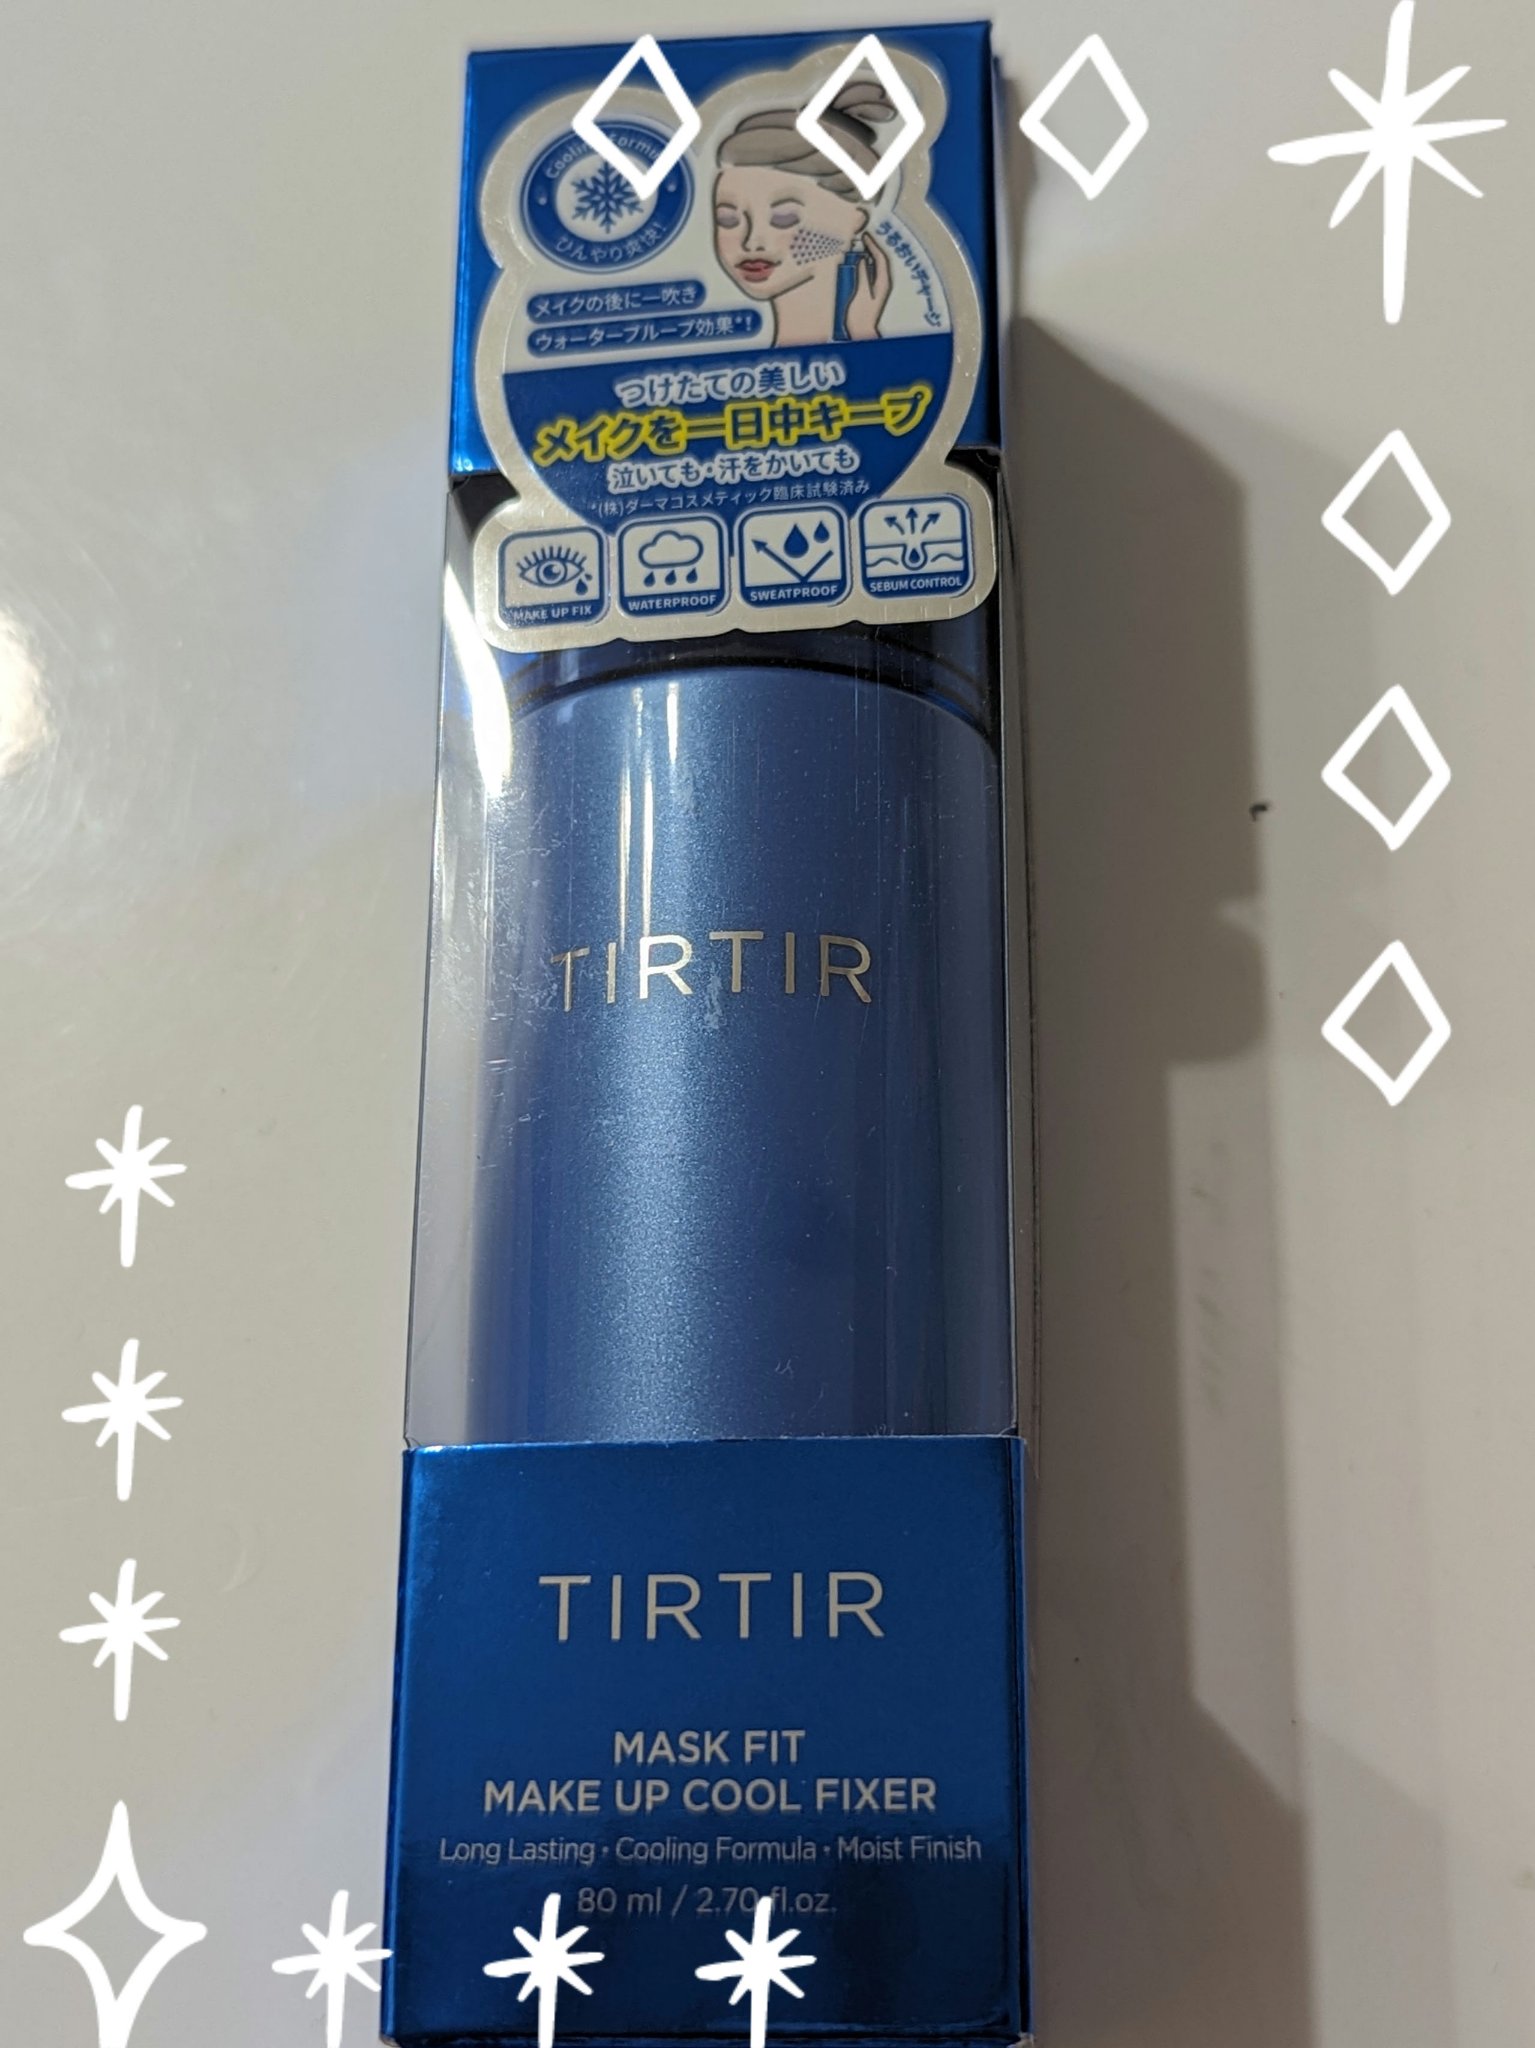 Cooling Formula
ひんやり爽快!
うるおいチャージ
メイクの後に一吹き
ウォータープルーフ効果*!
つけたての美しい
メイクを一日中キープ
泣いても・汗をかいても
*(株)ダーマコスメティック臨床試験済み
MAKE UP FIX
WATERPROOF
SWEATPROOF
SEBUM CONTROL
TIRTIR
TIRTIR
MASK FIT
MAKE UP COOL FIXER
Long Lasting · Cooling Formula · Moist Finish
80 ml / 2.70 fl.oz.